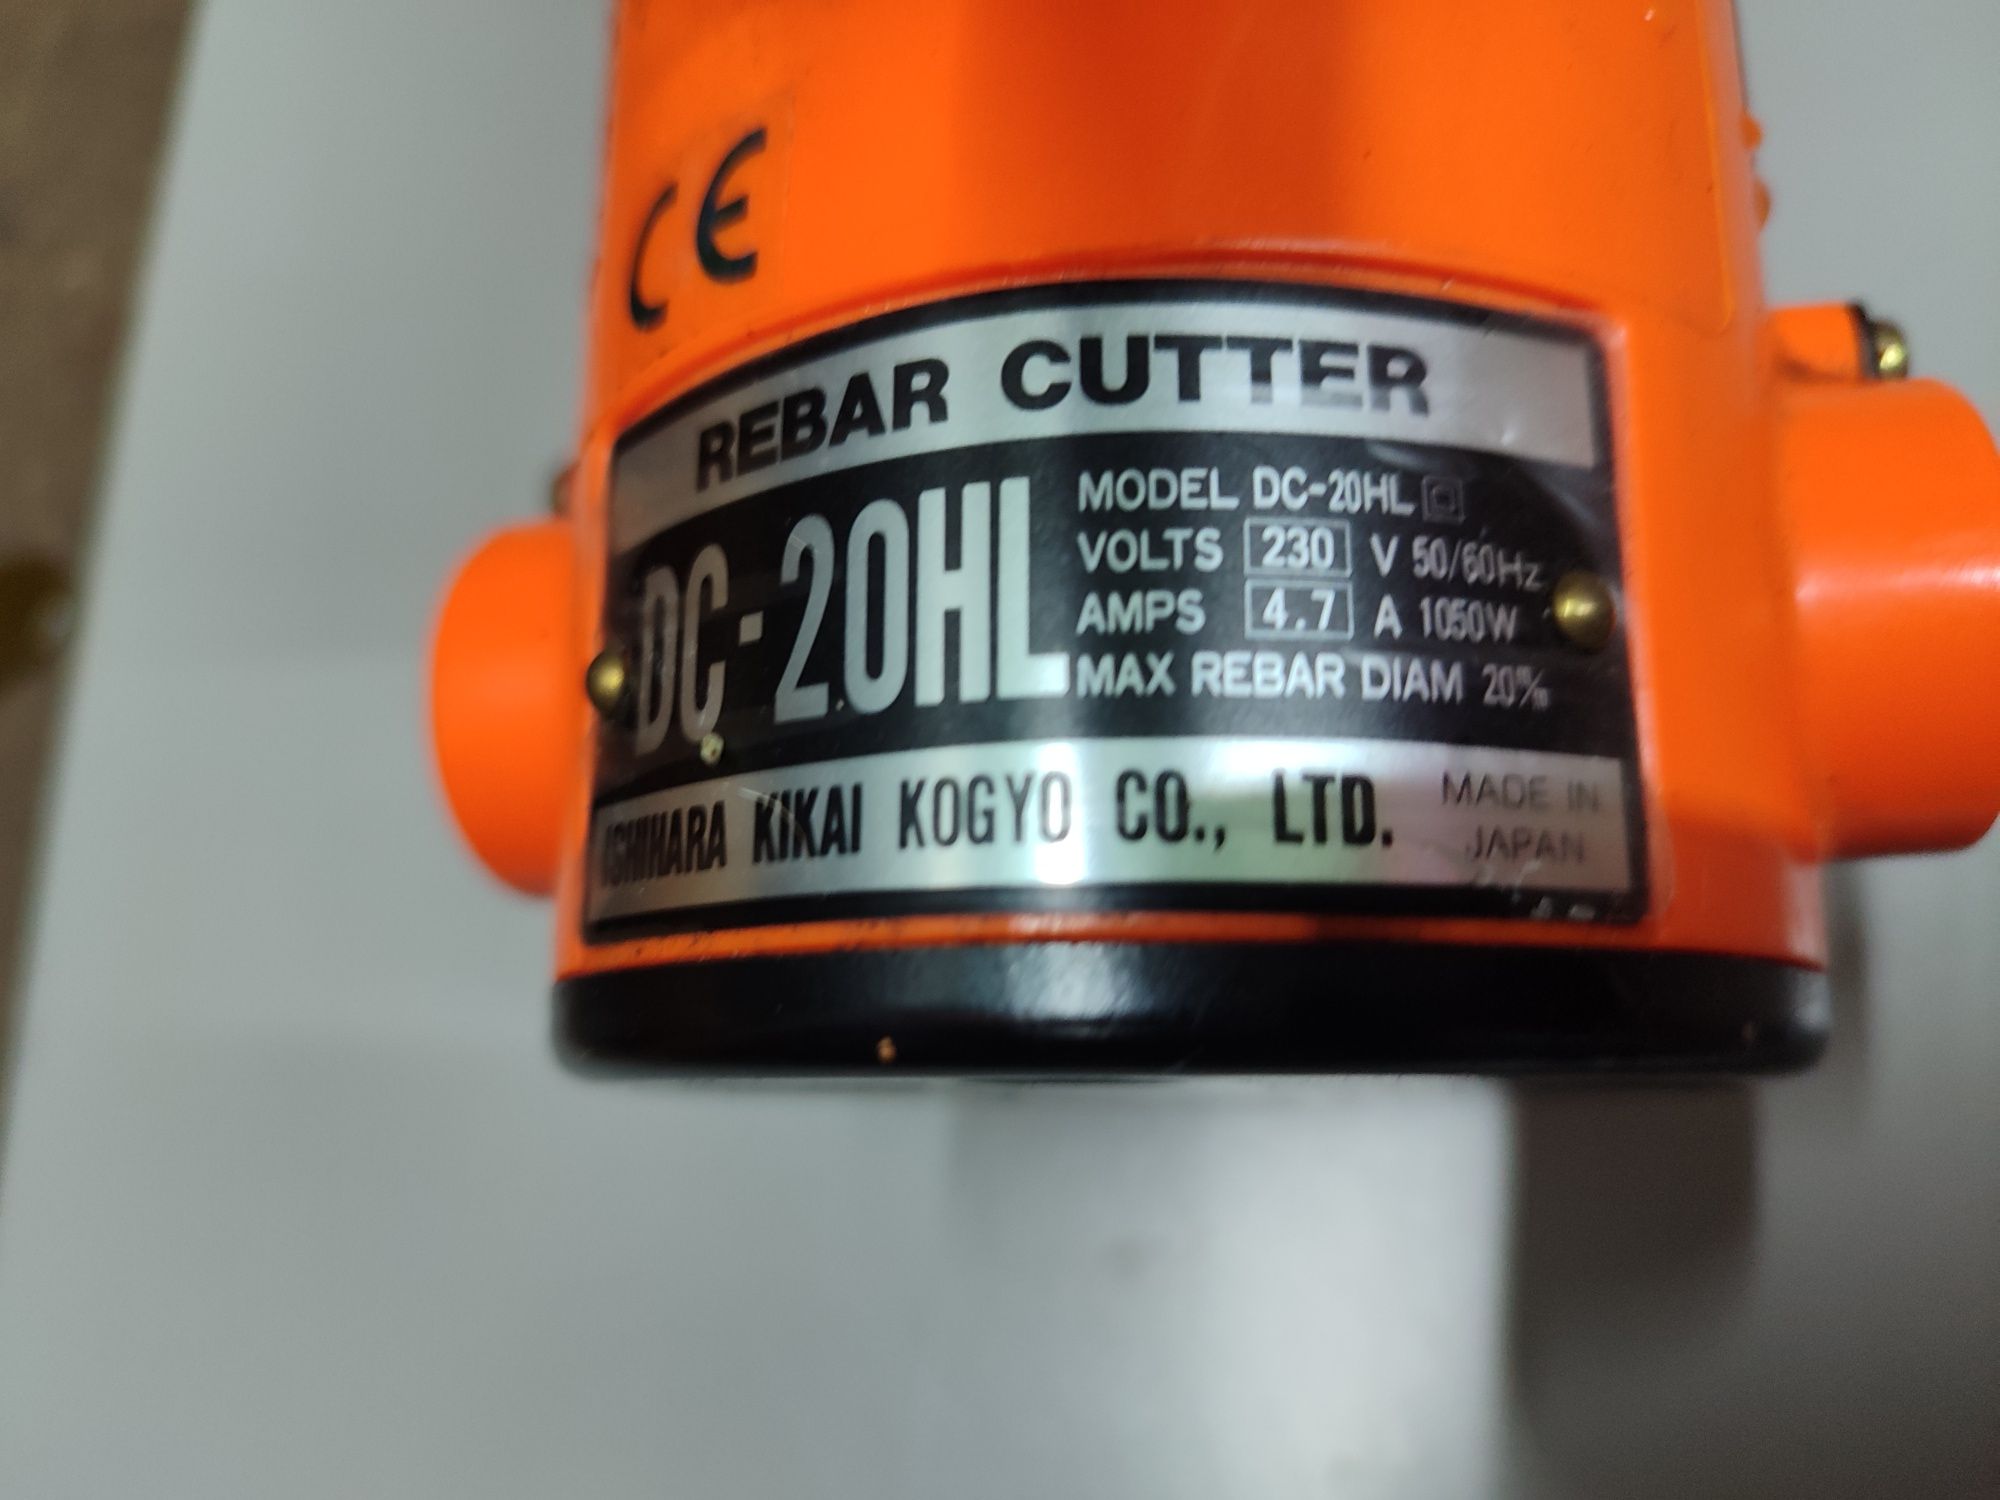 CE
REBAR CUTTER
DC-20HL
MODEL DC-20HL
VOLTS 230 V 50/60Hz
AMPS 4.7 A 1050W
MAX REBAR DIAM 20m/m
KIKAI KOGYO CO., LTD.
MADE IN
JAPAN